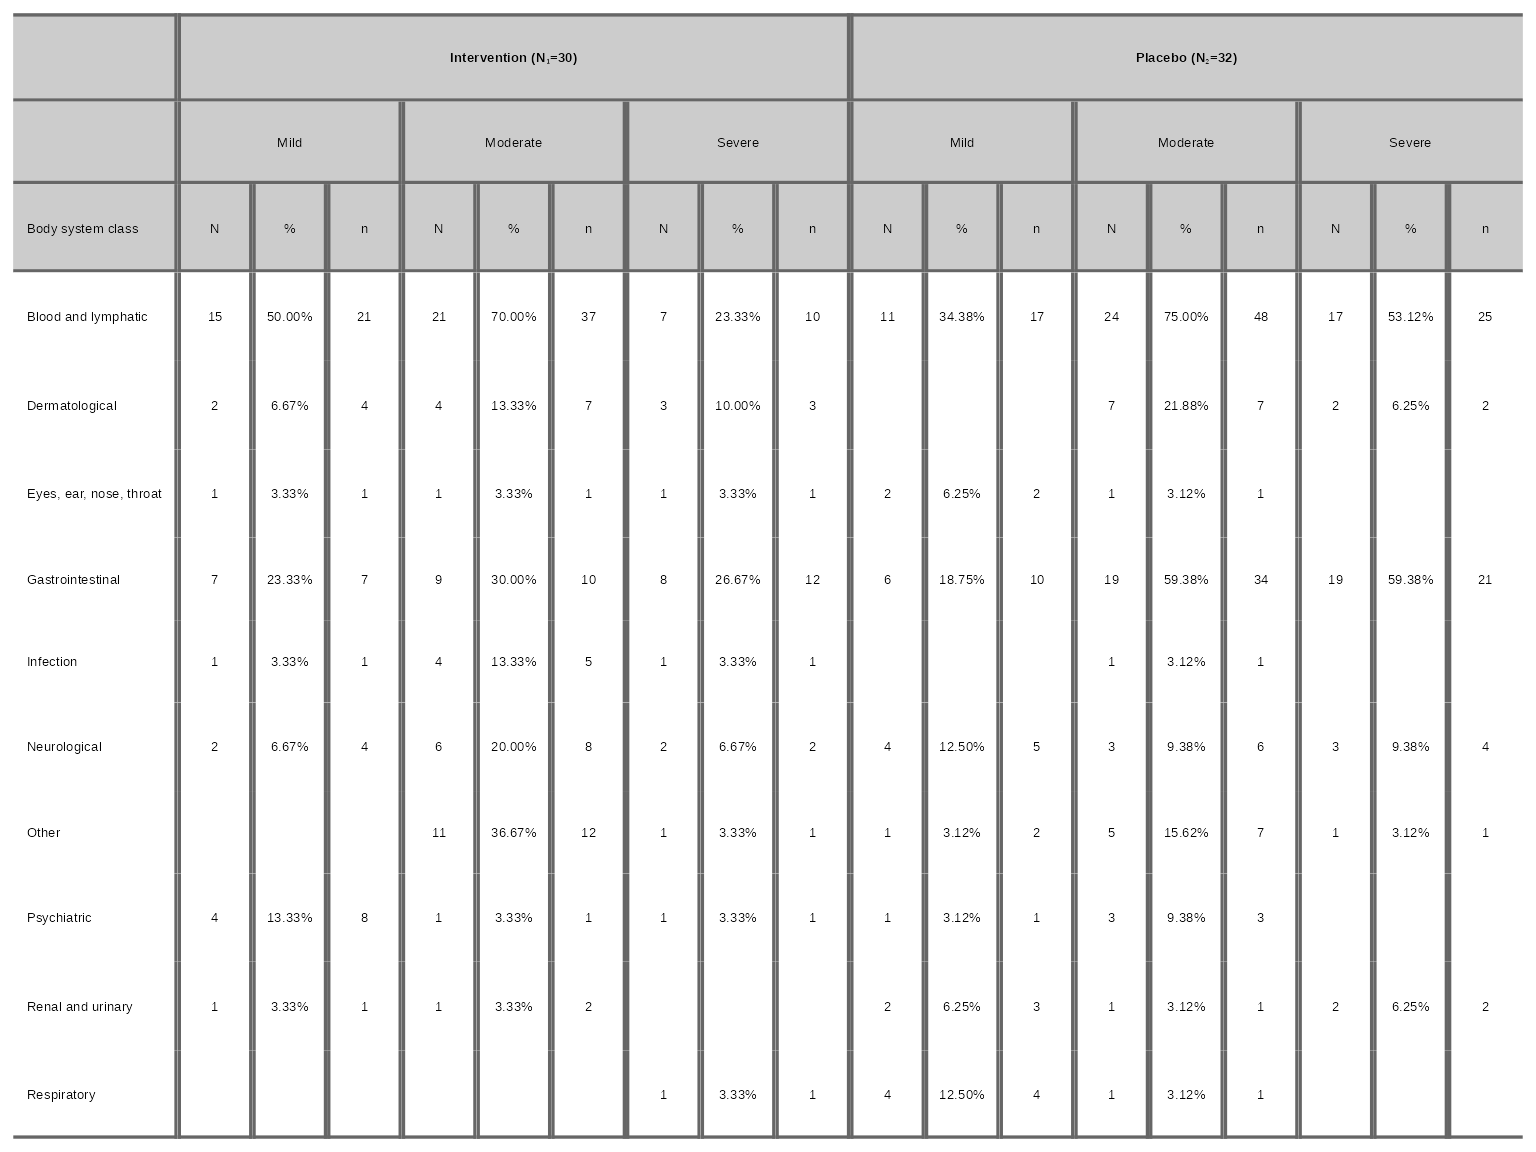 Intervention (N₁=30) Placebo (N₂=32)
Mild Moderate Severe Mild Moderate Severe
Body system class N % n N % n N % n N % n N % n N % n
Blood and lymphatic 15 50.00% 21 21 70.00% 37 7 23.33% 10 11 34.38% 17 24 75.00% 48 17 53.12% 25
Dermatological 2 6.67% 4 4 13.33% 7 3 10.00% 3 7 21.88% 7 2 6.25% 2
Eyes, ear, nose, throat 1 3.33% 1 1 3.33% 1 1 3.33% 1 2 6.25% 2 1 3.12% 1
Gastrointestinal 7 23.33% 7 9 30.00% 10 8 26.67% 12 6 18.75% 10 19 59.38% 34 19 59.38% 21
Infection 1 3.33% 1 4 13.33% 5 1 3.33% 1 1 3.12% 1
Neurological 2 6.67% 4 6 20.00% 8 2 6.67% 2 4 12.50% 5 3 9.38% 6 3 9.38% 4
Other 11 36.67% 12 1 3.33% 1 1 3.12% 2 5 15.62% 7 1 3.12% 1
Psychiatric 4 13.33% 8 1 3.33% 1 1 3.33% 1 1 3.12% 1 3 9.38% 3
Renal and urinary 1 3.33% 1 1 3.33% 2 2 6.25% 3 1 3.12% 1 2 6.25% 2
Respiratory 1 3.33% 1 4 12.50% 4 1 3.12% 1